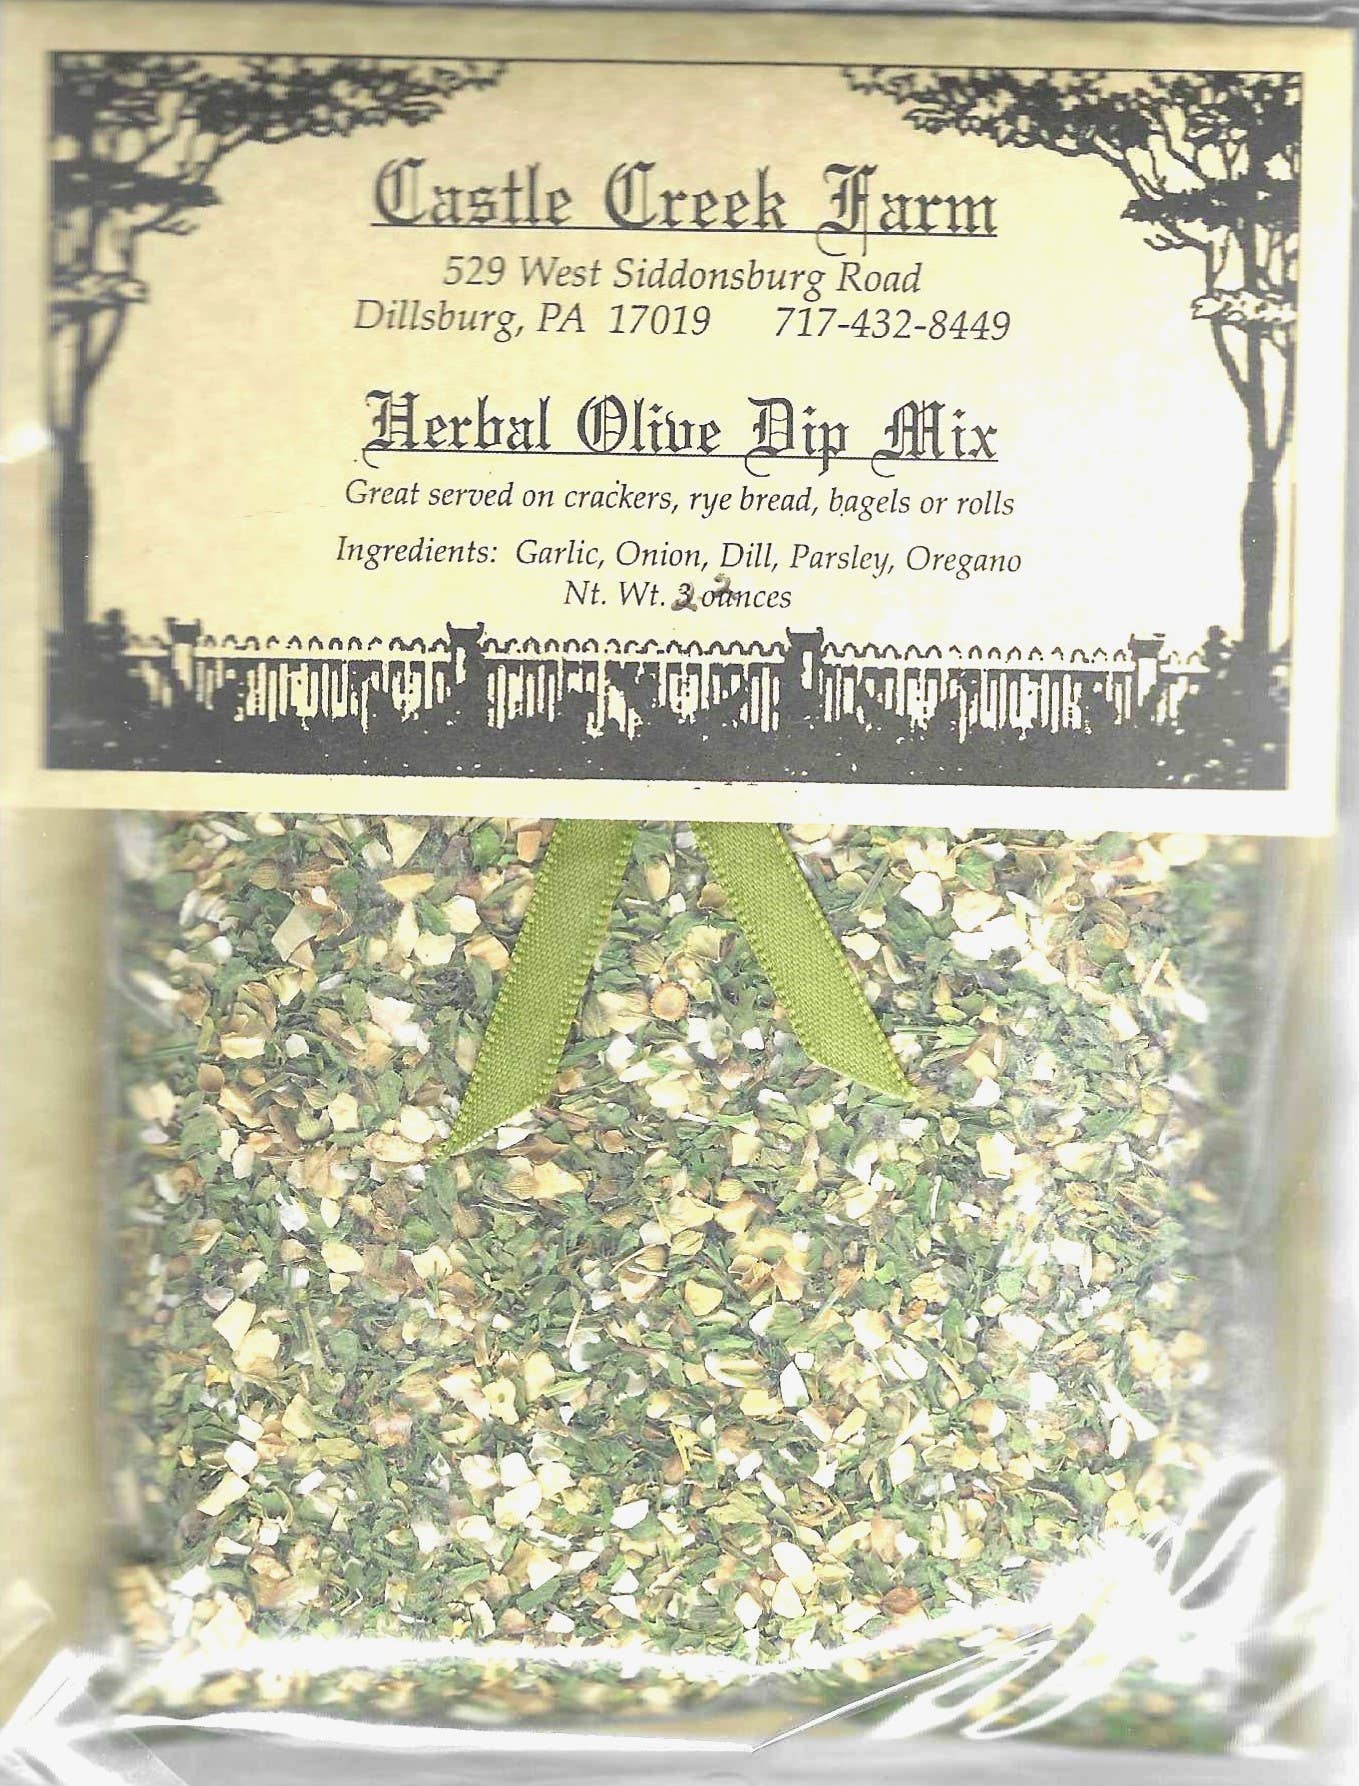 Castle Creek Farm
529 West Siddonsburg Road
Dillsburg, PA 17019 717-432-8449
Herbal Olive Dip Mix
Great served on crackers, rye bread, bagels or rolls
Ingredients: Garlic, Onion, Dill, Parsley, Oregano
Nt. Wt. 3 ounces